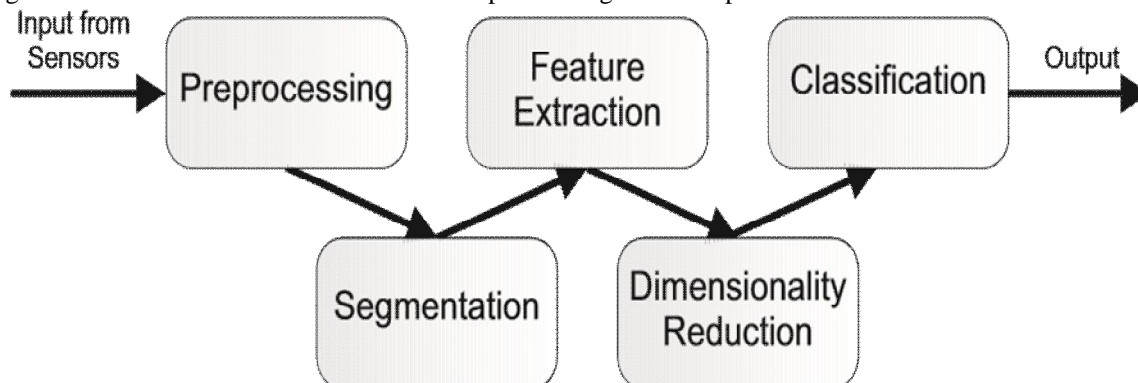 Input from
Sensors
Preprocessing
Segmentation
Feature
Extraction
Dimensionality
Reduction
Classification
Output